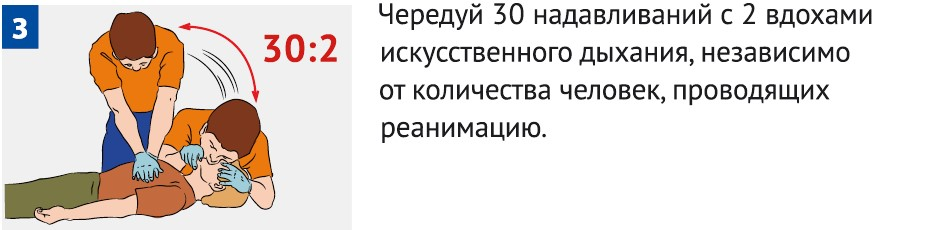 3
30:2
Чередуй 30 надавливаний с 2 вдохами
искусственного дыхания, независимо
от количества человек, проводящих
реанимацию.